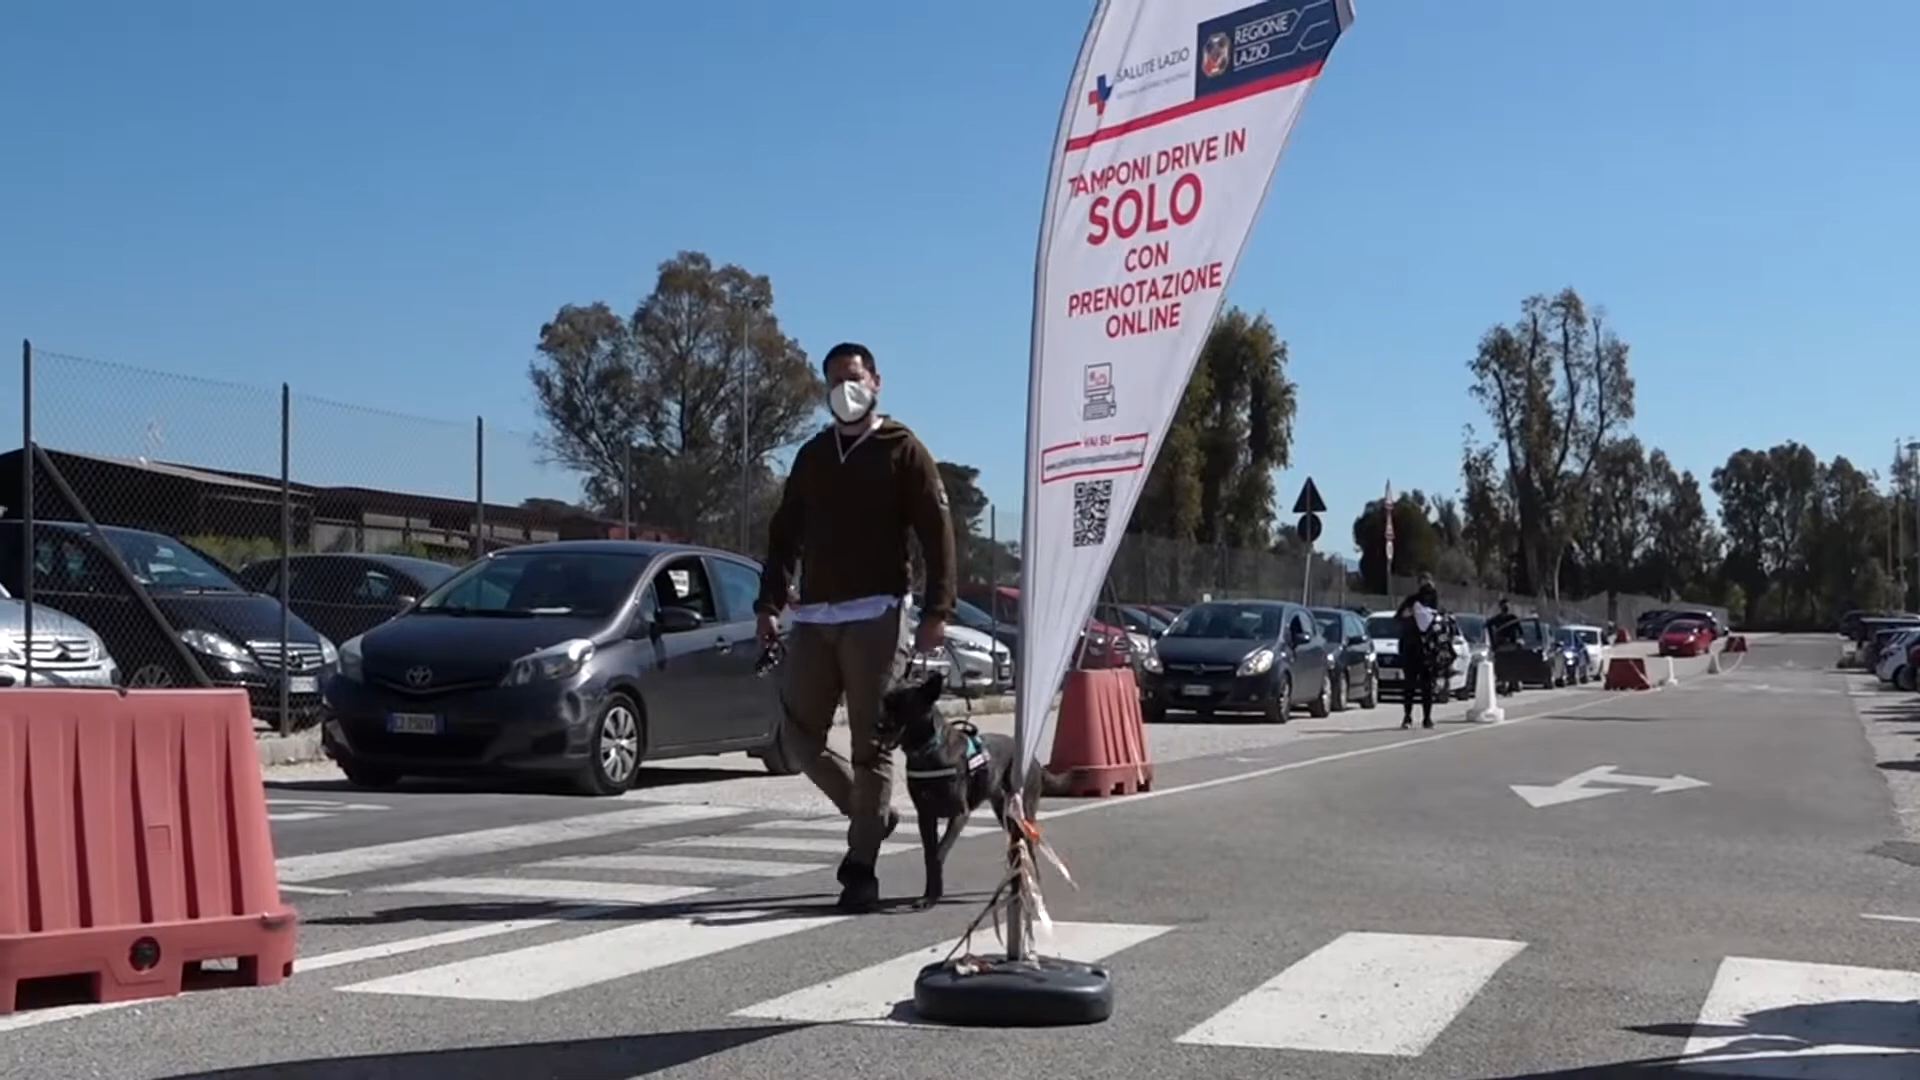 SALUTE LAZIO
REGIONE
LAZIO
TAMPONI DRIVE IN
SOLO
CON
PRENOTAZIONE
ONLINE
VAI SU